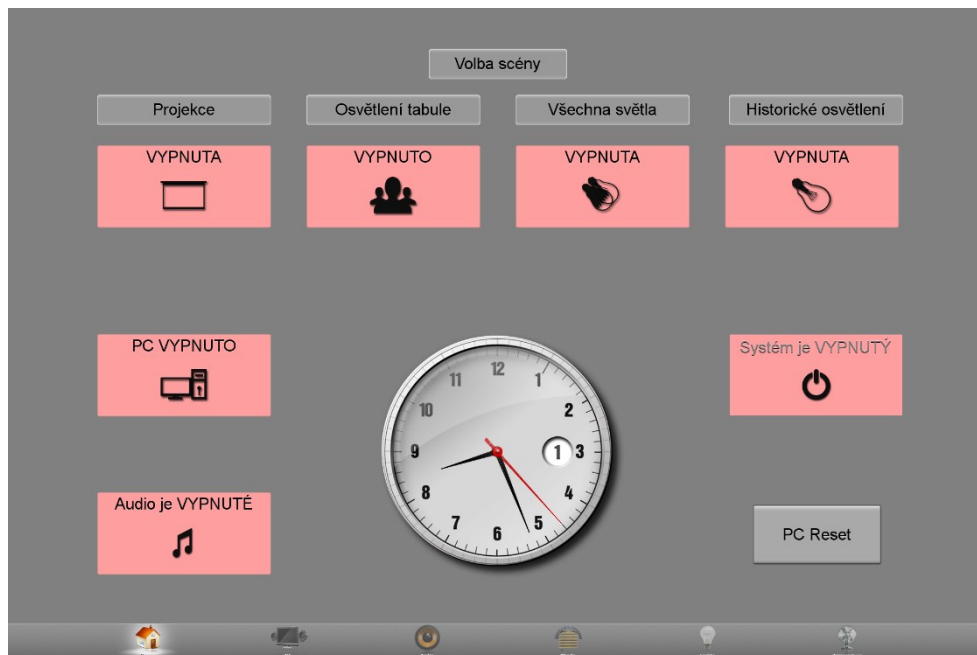 Volba scény
Projekce
Osvětlení tabule
Všechna světla
Historické osvětlení
VYPNUTA
VYPNUTO
VYPNUTA
VYPNUTA
PC VYPNUTO
Systém je VYPNUTÝ
12
11
1
10
2
9
1
3
8
4
7
5
6
Audio je VYPNUTÉ
PC Reset